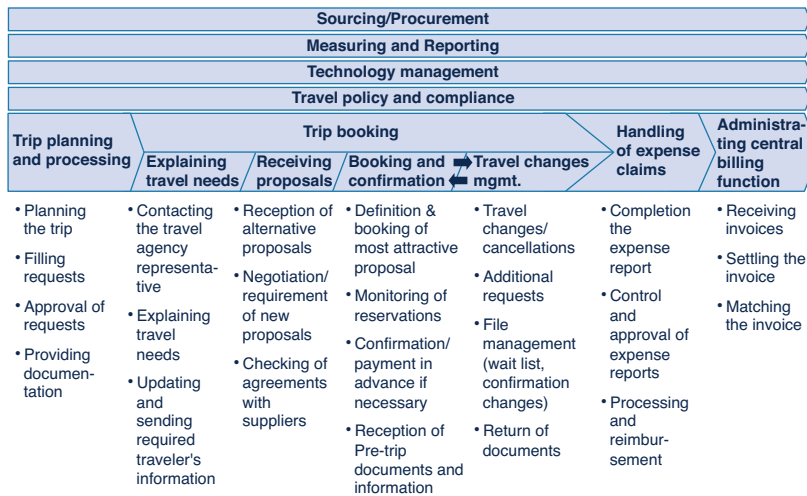 Sourcing/Procurement
Measuring and Reporting
Technology management
Travel policy and compliance
Trip planning
and processing
Trip booking
Explaining
travel needs
Receiving
proposals
Booking and
confirmation
Travel changes
mgmt.
Handling
of expense
claims
Administra-
ting central
billing
function
• Planning
the trip
• Filling
requests
• Approval of
requests
• Providing
documen-
tation
• Contacting
the travel
agency
representa-
tive
• Explaining
travel
needs
• Updating
and
sending
required
traveler's
information
• Reception of
alternative
proposals
• Negotiation/
requirement
of new
proposals
• Checking of
agreements
with
suppliers
• Definition &
booking of
most attractive
proposal
• Monitoring of
reservations
• Confirmation/
payment in
advance if
necessary
• Reception of
Pre-trip
documents and
information
• Travel
changes/
cancellations
• Additional
requests
• File
management
(wait list,
confirmation
changes)
• Return of
documents
• Completion
the
expense
report
• Control
and
approval of
expense
reports
• Processing
and
reimbur-
sement
• Receiving
invoices
• Settling the
invoice
• Matching
the invoice